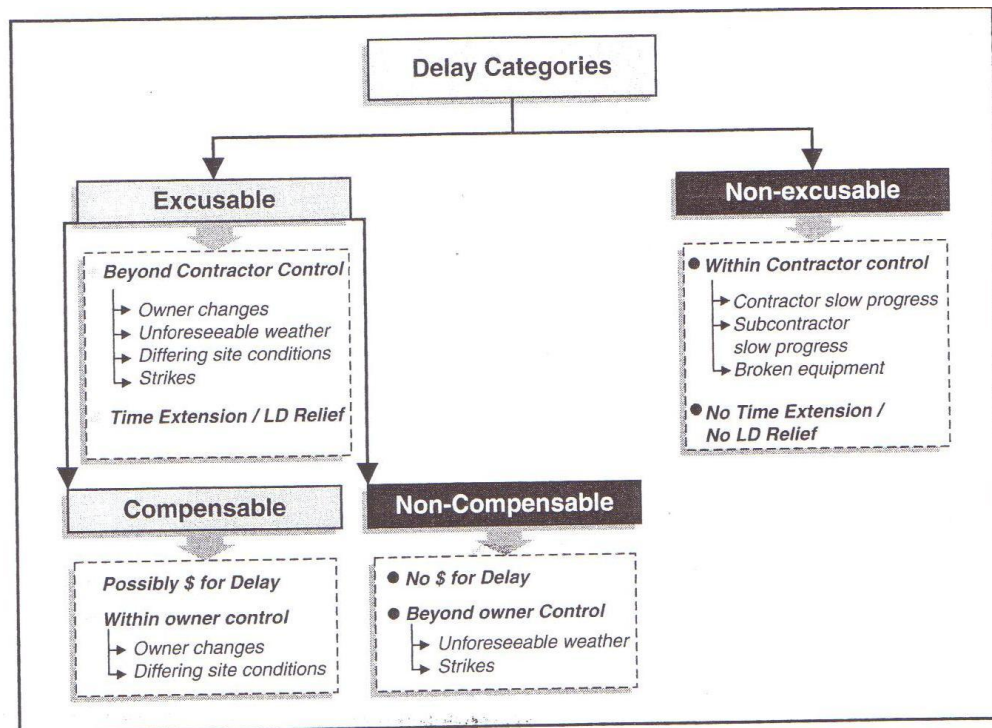 Delay Categories
Excusable
Beyond Contractor Control
Owner changes
Unforeseeable weather
Differing site conditions
Strikes
Time Extension / LD Relief
Non-excusable
Within Contractor control
Contractor slow progress
Subcontractor
slow progress
Broken equipment
No Time Extension /
No LD Relief
Compensable
Possibly $ for Delay
Within owner control
Owner changes
Differing site conditions
Non-Compensable
No $ for Delay
Beyond owner Control
Unforeseeable weather
Strikes